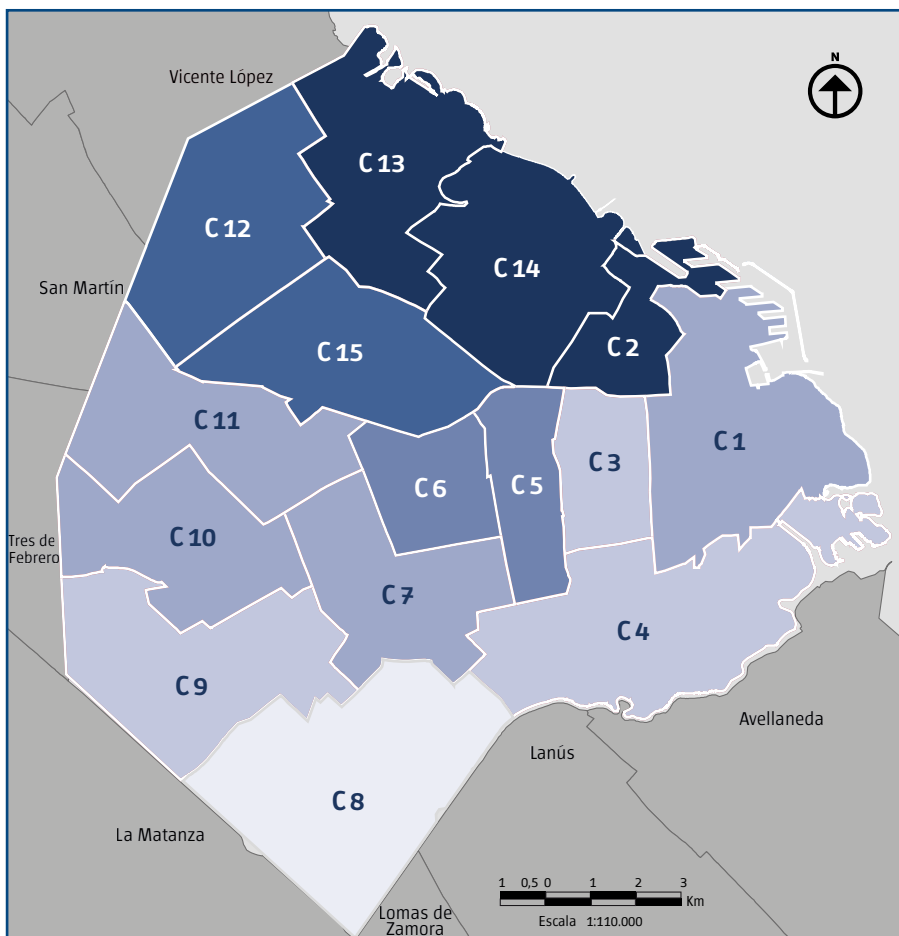 N
Vicente López
C 13
C 12
C 14
San Martín
C 2
C 15
C 11
C 1
C 3
C 6
C 5
C 10
Tres de
Febrero
C 7
C 4
C 9
Avellaneda
Lanús
C 8
La Matanza
1 0,5 0 1 2 3
Km
Escala 1:110.000
Lomas de
Zamora